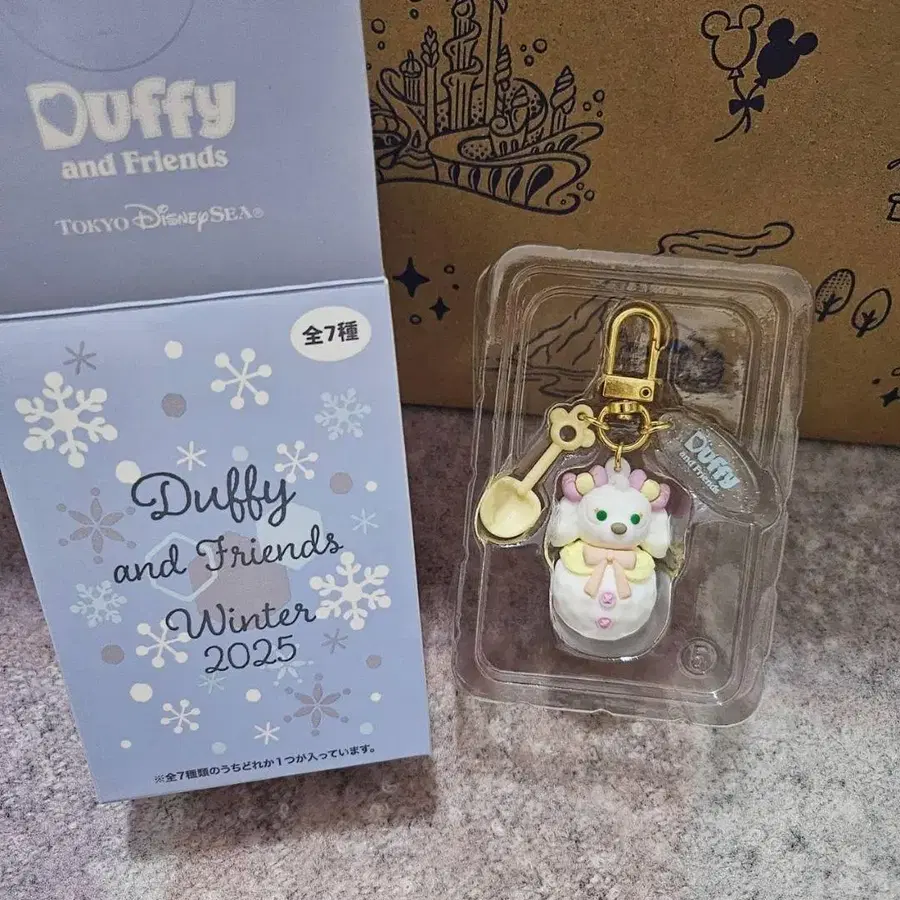 Duffy
and Friends
TOKYO DISNEYSEA®
全7種
Duffy
and Friends
Winter
2025
※全7種類のうちどれか1つが入っています。
Duffy
and Friends
5